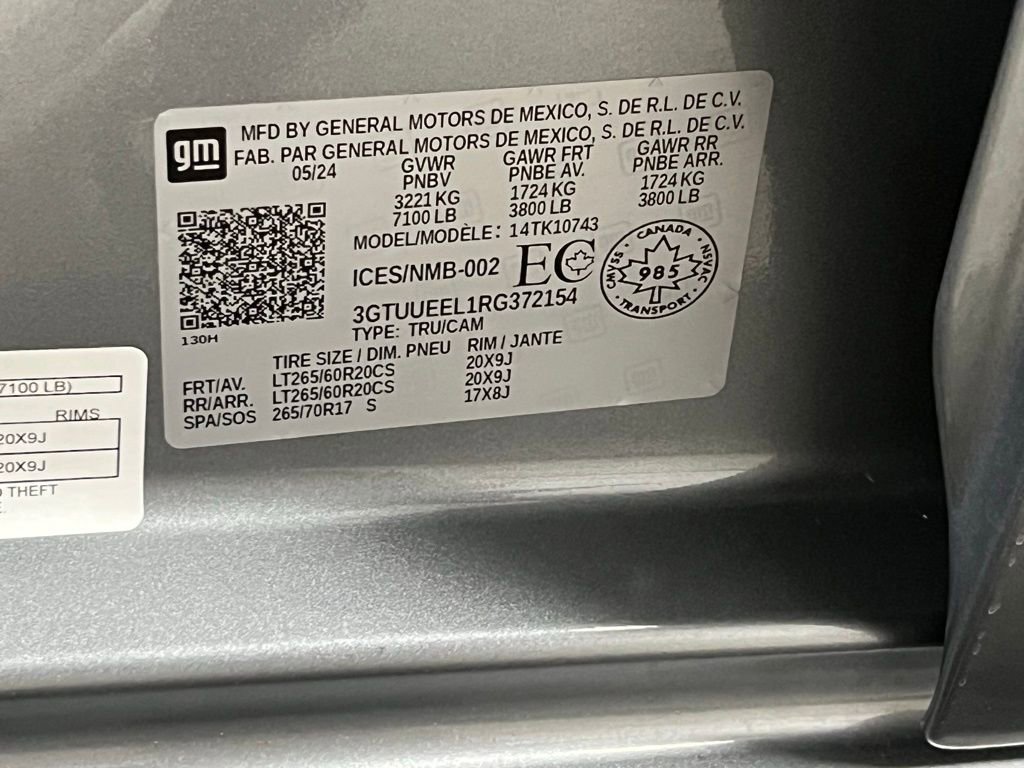 gm
MFD BY GENERAL MOTORS DE MEXICO, S. DE R.L. DE C.V.
FAB. PAR GENERAL MOTORS DE MEXICO, S. DE R.L. DE C.V.
05/24 GVWR GAWR FRT GAWR RR
PNBV PNBE AV. PNBE ARR.
3221 KG 1724 KG 1724 KG
7100 LB 3800 LB 3800 LB
MODEL/MODÈLE: 14TK10743
ICES/NMB-002 EC
CANADA
CMVSS 985 NSVAC
TRANSPORT
3GTUUEEL1RG372154
TYPE: TRU/CAM
130H
TIRE SIZE / DIM. PNEU RIM / JANTE
FRT/AV. LT265/60R20CS 20X9J
RR/ARR. LT265/60R20CS 20X9J
SPA/SOS 265/70R17 S 17X8J
7100 LB)
RIMS
20X9J
20X9J
THEFT